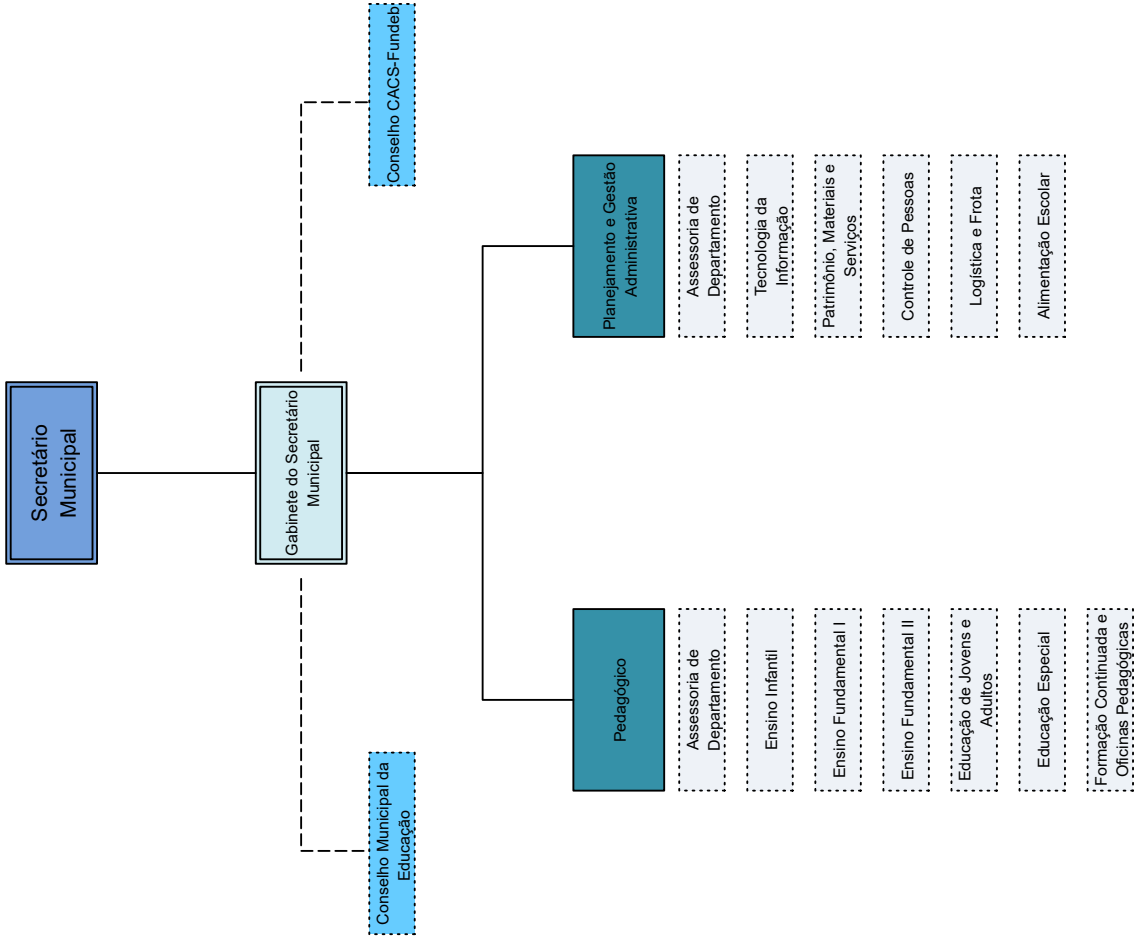 Secretário
Municipal
Gabinete do Secretário
Municipal
Conselho Municipal da
Educação
Conselho CACS-Fundeb
Pedagógico
Assessoria de
Departamento
Ensino Infantil
Ensino Fundamental I
Ensino Fundamental II
Educação de Jovens e
Adultos
Educação Especial
Formação Continuada e
Oficinas Pedagógicas
Planejamento e Gestão
Administrativa
Assessoria de
Departamento
Tecnologia da
Informação
Patrimônio, Materiais e
Serviços
Controle de Pessoas
Logística e Frota
Alimentação Escolar